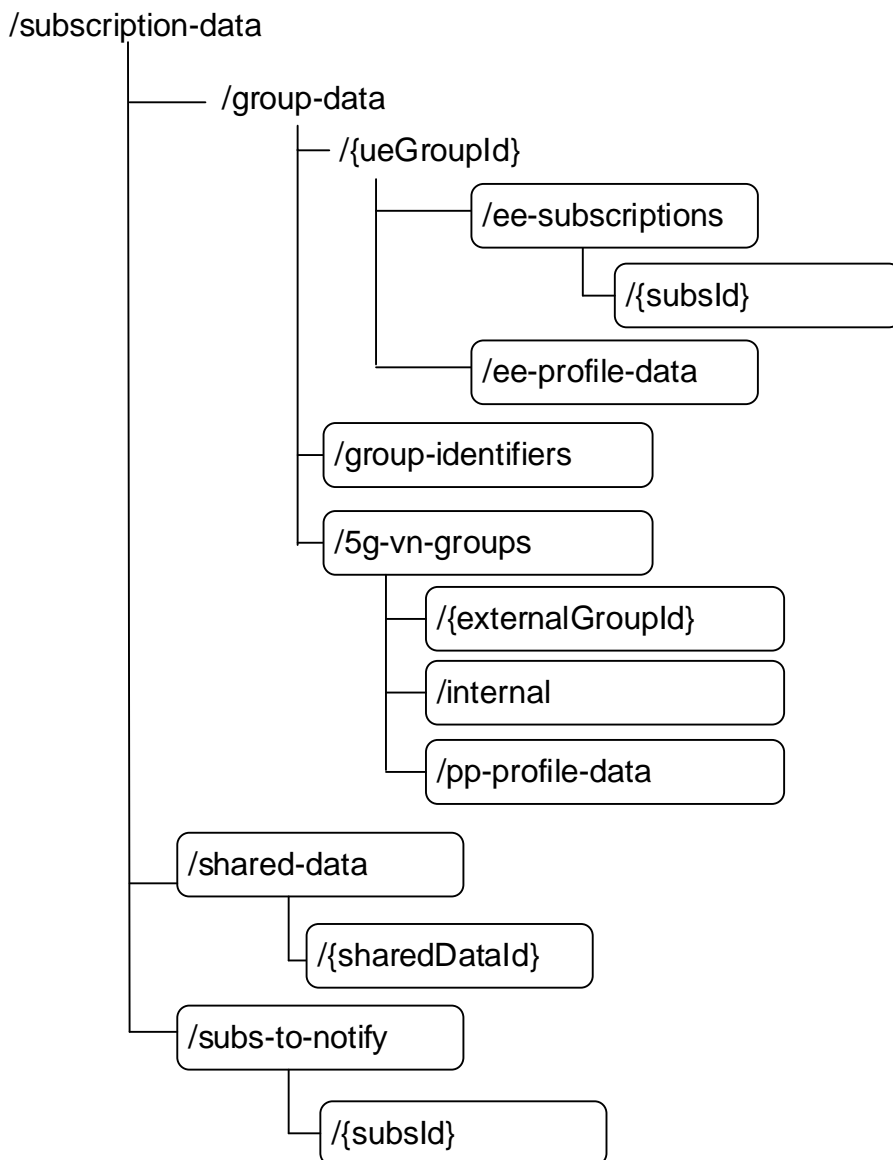 /subscription-data
/group-data
/{ueGroupId}
/ee-subscriptions
/{subsId}
/ee-profile-data
/group-identifiers
/5g-vn-groups
/{externalGroupId}
/internal
/pp-profile-data
/shared-data
/{sharedDataId}
/subs-to-notify
/{subsId}